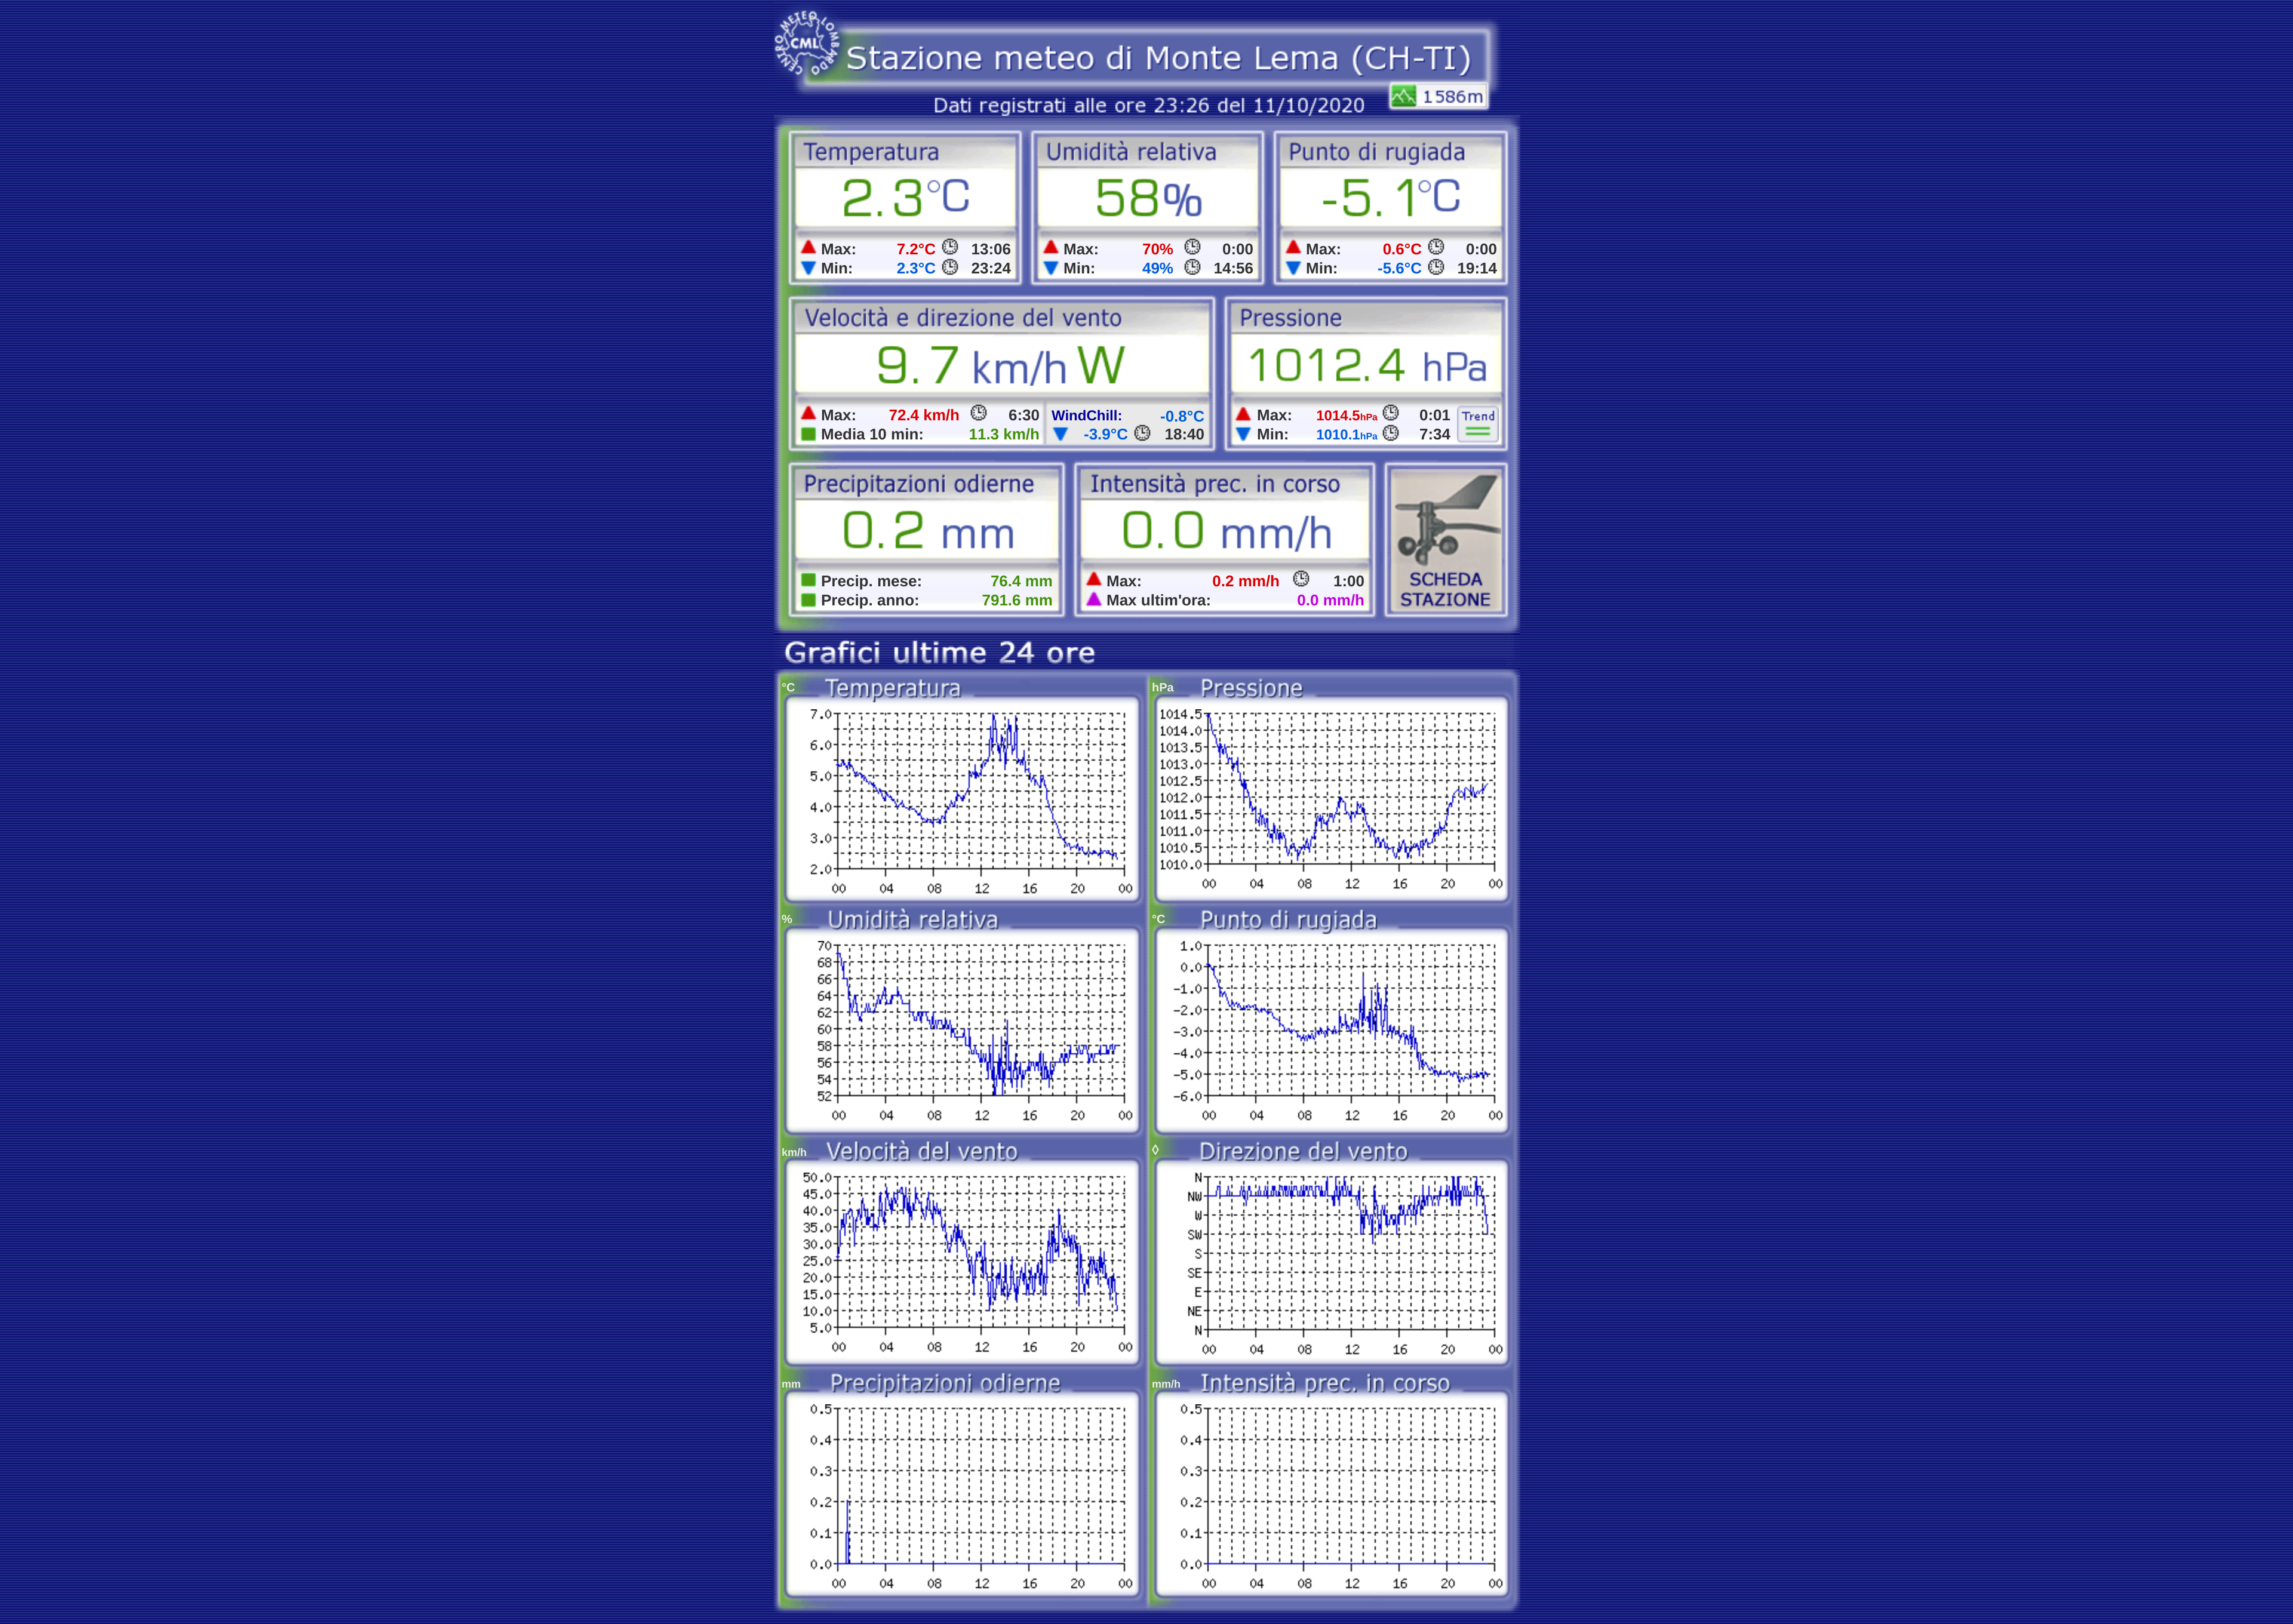 CENTRO METEO LOMBARDO
CML
Stazione meteo di Monte Lema (CH-TI)
Dati registrati alle ore 23:26 del 11/10/2020
1586m
Temperatura Umidità relativa Punto di rugiada
2.3°C 58% -5.1°C
Max: 7.2°C 13:06 Max: 70% 0:00 Max: 0.6°C 0:00
Min: 2.3°C 23:24 Min: 49% 14:56 Min: -5.6°C 19:14
Velocità e direzione del vento Pressione
9.7 km/h W 1012.4 hPa
Max: 72.4 km/h 6:30 WindChill: -0.8°C Max: 1014.5hPa 0:01 Trend
Media 10 min: 11.3 km/h -3.9°C 18:40 Min: 1010.1hPa 7:34
Precipitazioni odierne Intensità prec. in corso
0.2 mm 0.0 mm/h
Precip. mese: 76.4 mm Max: 0.2 mm/h 1:00 SCHEDA
Precip. anno: 791.6 mm Max ultim'ora: 0.0 mm/h STAZIONE
Grafici ultime 24 ore
°C Temperatura
7.0
6.0
5.0
4.0
3.0
2.0
00 04 08 12 16 20 00
hPa Pressione
1014.5
1014.0
1013.5
1013.0
1012.5
1012.0
1011.5
1011.0
1010.5
1010.0
00 04 08 12 16 20 00
% Umidità relativa
70
68
66
64
62
60
58
56
54
52
00 04 08 12 16 20 00
°C Punto di rugiada
1.0
0.0
-1.0
-2.0
-3.0
-4.0
-5.0
-6.0
00 04 08 12 16 20 00
km/h Velocità del vento
50.0
45.0
40.0
35.0
30.0
25.0
20.0
15.0
10.0
5.0
00 04 08 12 16 20 00
◊ Direzione del vento
N
NW
W
SW
S
SE
E
NE
N
00 04 08 12 16 20 00
mm Precipitazioni odierne
0.5
0.4
0.3
0.2
0.1
0.0
00 04 08 12 16 20 00
mm/h Intensità prec. in corso
0.5
0.4
0.3
0.2
0.1
0.0
00 04 08 12 16 20 00